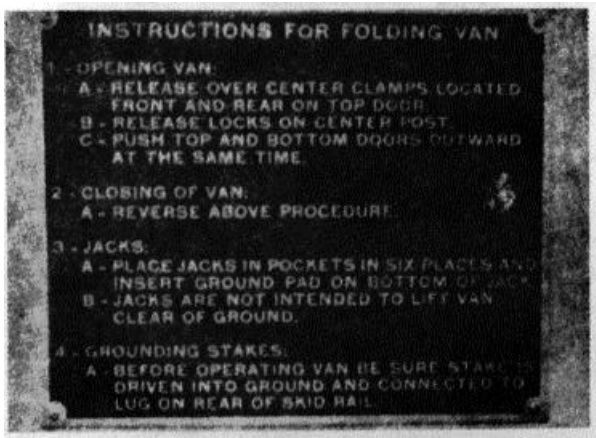 INSTRUCTIONS FOR FOLDING VAN
1 - OPENING VAN:
A - RELEASE OVER CENTER CLAMPS LOCATED
FRONT AND REAR ON TOP DOOR.
B - RELEASE LOCKS ON CENTER POST.
C - PUSH TOP AND BOTTOM DOORS OUTWARD
AT THE SAME TIME.
2 - CLOSING OF VAN:
A - REVERSE ABOVE PROCEDURE.
3 - JACKS:
A - PLACE JACKS IN POCKETS IN SIX PLACES AND
INSERT GROUND PAD ON BOTTOM OF JACK.
B - JACKS ARE NOT INTENDED TO LIFT VAN
CLEAR OF GROUND.
4 - GROUNDING STAKES:
A - BEFORE OPERATING VAN BE SURE STAKE IS
DRIVEN INTO GROUND AND CONNECTED TO
LUG ON REAR OF SKID RAIL.